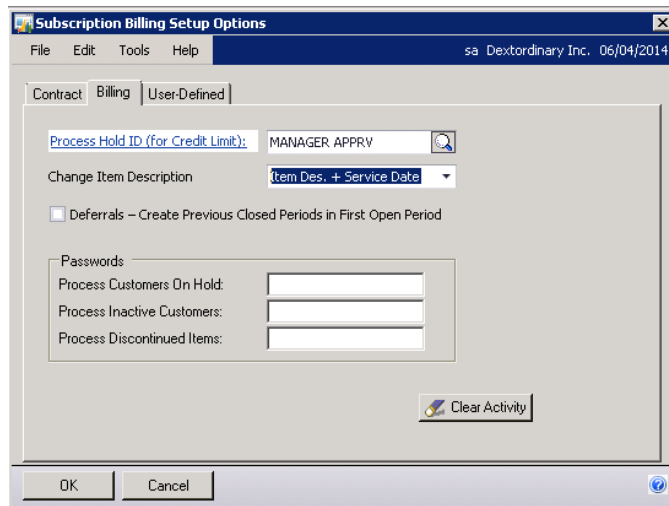 Subscription Billing Setup Options
File Edit Tools Help sa Dextordinary Inc. 06/04/2014
Contract Billing User-Defined
Process Hold ID (for Credit Limit): MANAGER APPRV
Change Item Description Item Des. + Service Date
Deferrals – Create Previous Closed Periods in First Open Period
Passwords
Process Customers On Hold:
Process Inactive Customers:
Process Discontinued Items:
Clear Activity
OK Cancel